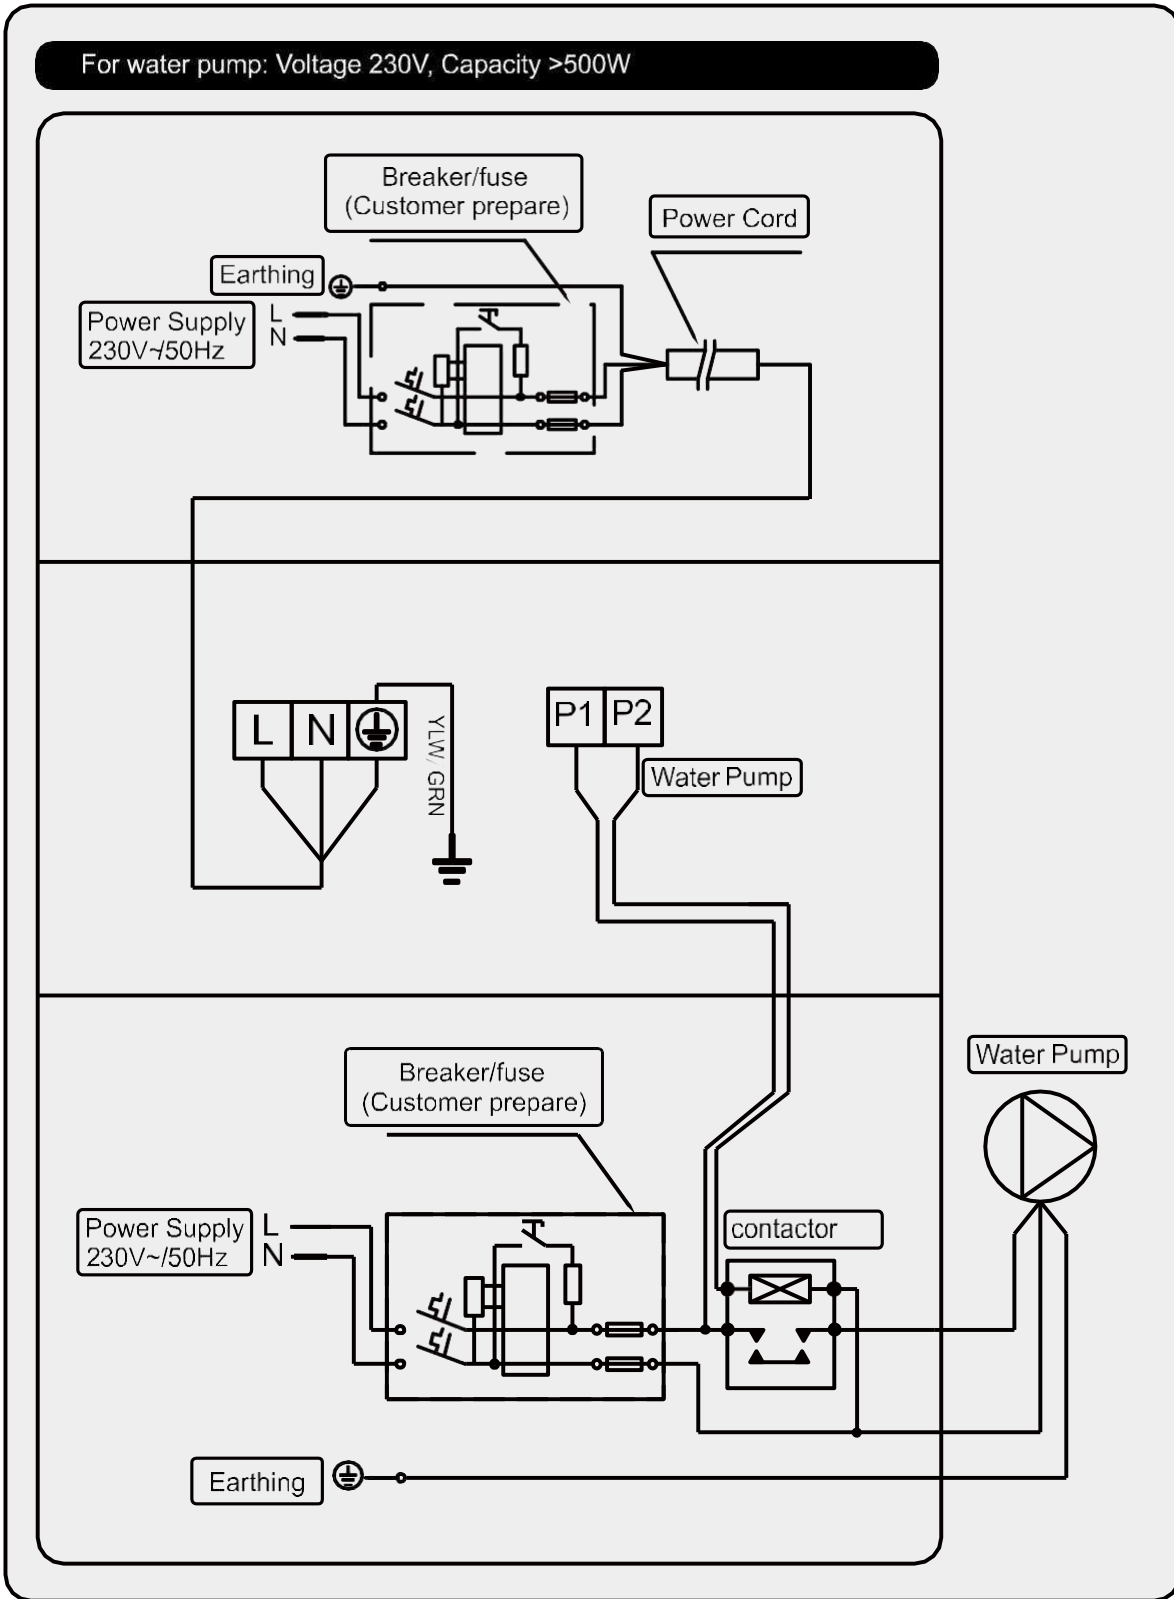 For water pump: Voltage 230V, Capacity >500W
Breaker/fuse
(Customer prepare)
Power Cord
Earthing
Power Supply
230V~/50Hz
L
N
L N
YLW/GRN
P1 P2
Water Pump
Water Pump
Breaker/fuse
(Customer prepare)
Power Supply
230V~/50Hz
L
N
contactor
Earthing